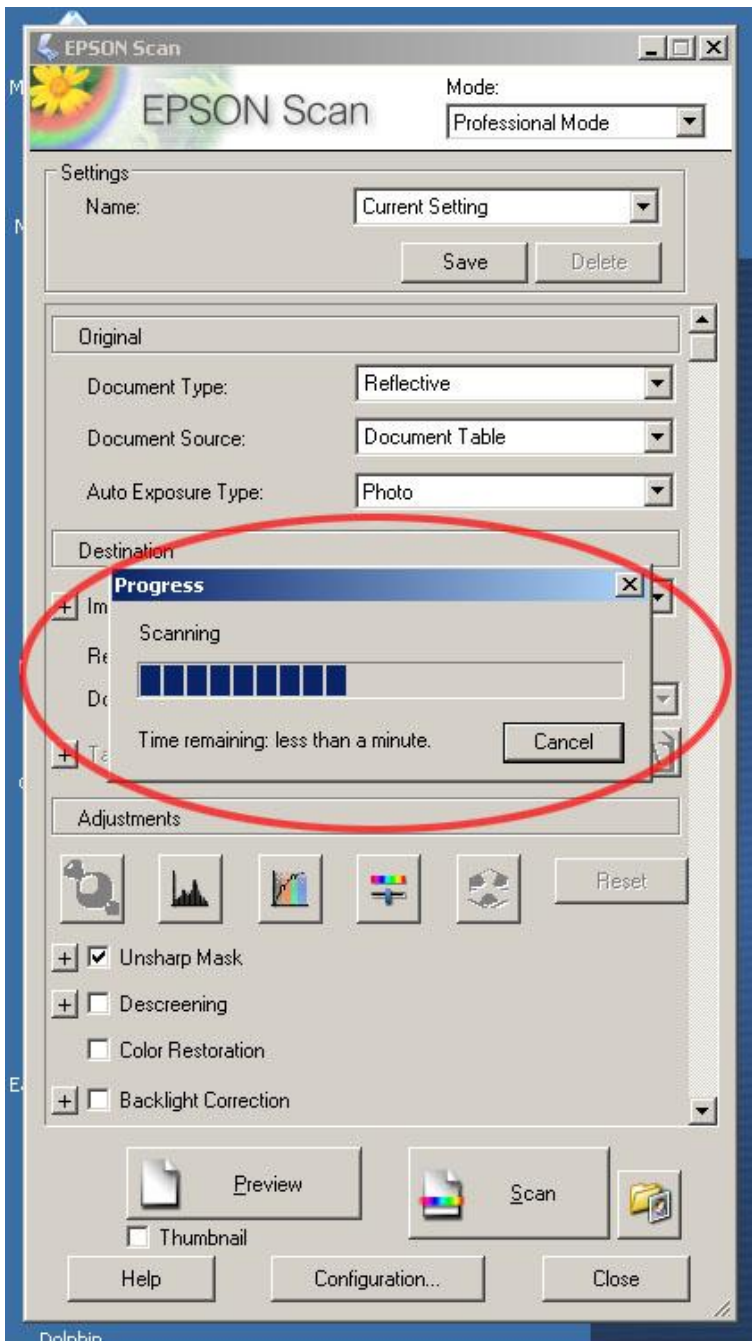 EPSON Scan
EPSON Scan
Mode:
Professional Mode
Settings
Name:
Current Setting
Save
Delete
Original
Document Type:
Reflective
Document Source:
Document Table
Auto Exposure Type:
Photo
Destination
Progress
Scanning
Time remaining: less than a minute.
Cancel
Adjustments
Reset
Unsharp Mask
Descreening
Color Restoration
Backlight Correction
Preview
Scan
Thumbnail
Help
Configuration...
Close
Dolphin